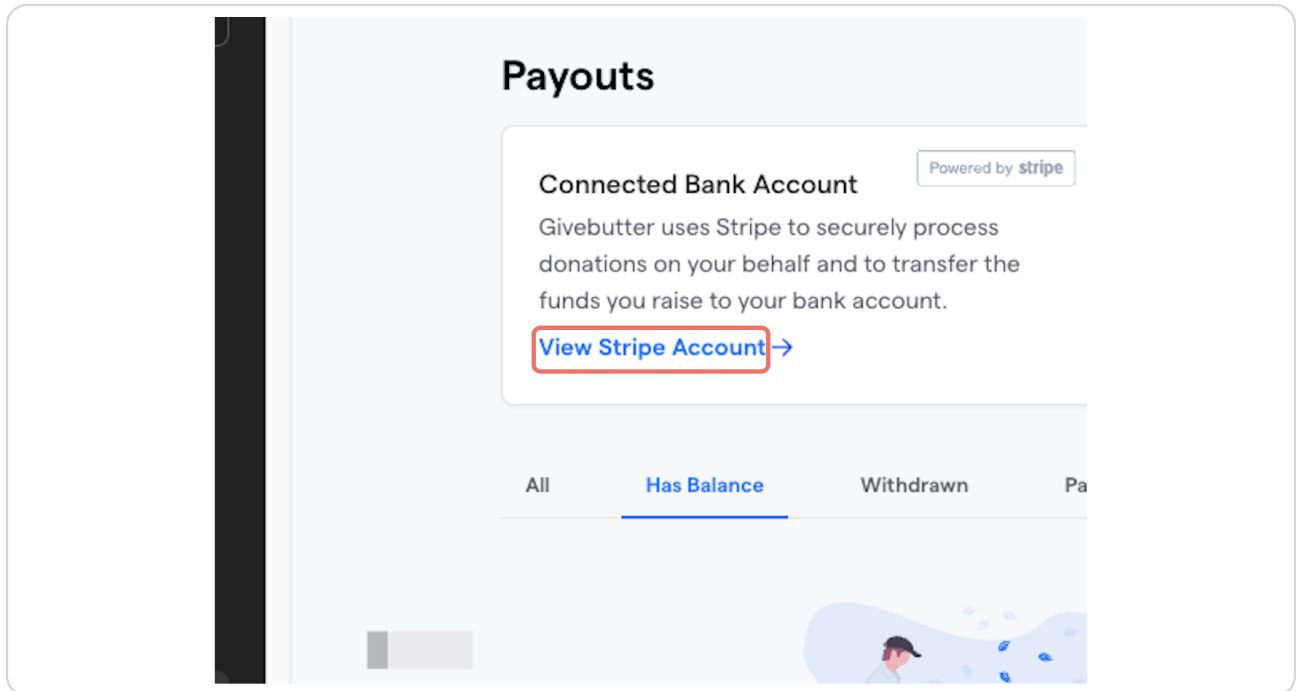 Payouts
Powered by stripe
Connected Bank Account
Givebutter uses Stripe to securely process
donations on your behalf and to transfer the
funds you raise to your bank account.
View Stripe Account →
All Has Balance Withdrawn Pa